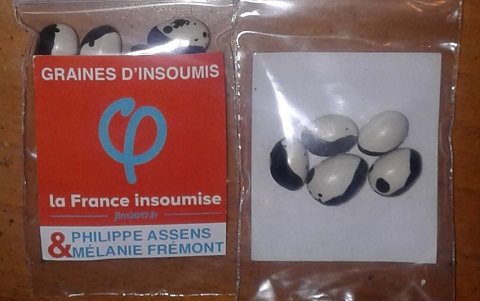 GRAINES D'INSOUMIS
φ
la France insoumise
jlm2017.fr
& PHILIPPE ASSENS
MÉLANIE FRÉMONT